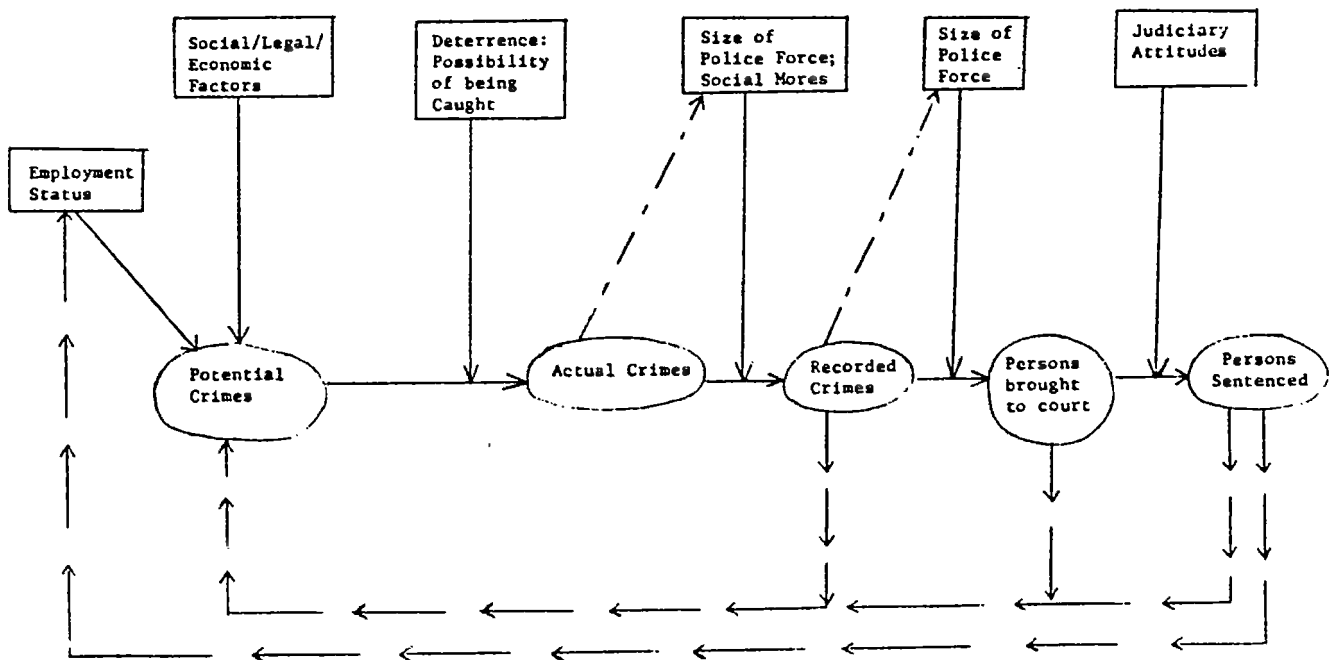 Social/Legal/
Economic
Factors
Deterrence:
Possibility
of being
Caught
Size of
Police Force;
Social Mores
Size of
Police
Force
Judiciary
Attitudes
Employment
Status
Potential
Crimes
Actual Crimes
Recorded
Crimes
Persons
brought
to court
Persons
Sentenced